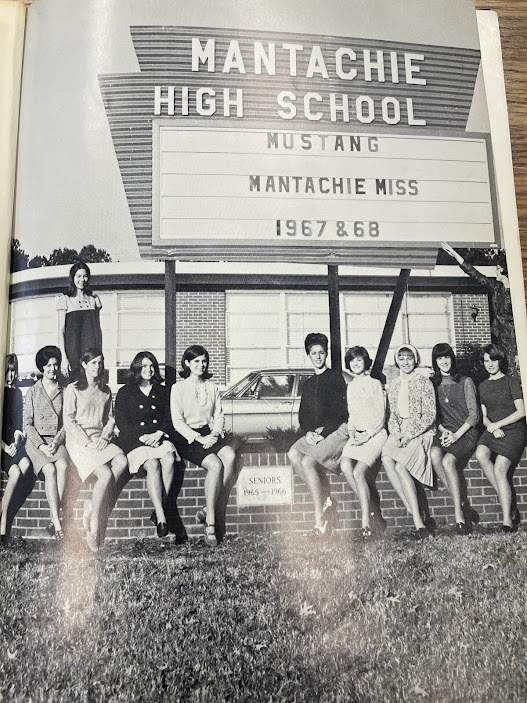 MANTACHIE
HIGH SCHOOL
MUSTANG
MANTACHIE MISS
1967 & 68
SENIORS
1965 — 1966